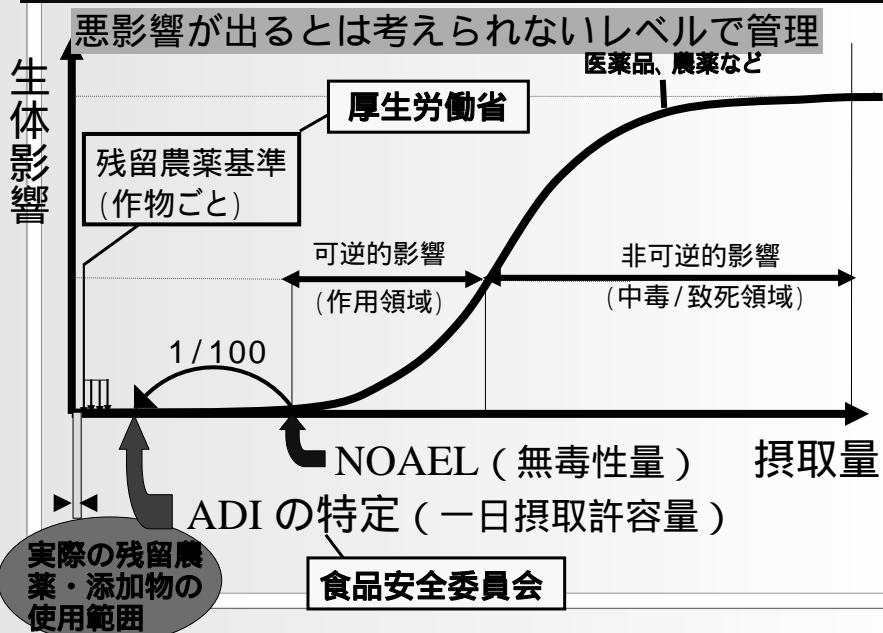 悪影響が出るとは考えられないレベルで管理
生体影響
医薬品、農薬など
厚生労働省
残留農薬基準
(作物ごと)
可逆的影響
(作用領域)
非可逆的影響
(中毒/致死領域)
1/100
NOAEL(無毒性量)
摂取量
ADIの特定(一日摂取許容量)
実際の残留農
薬・添加物の
使用範囲
食品安全委員会